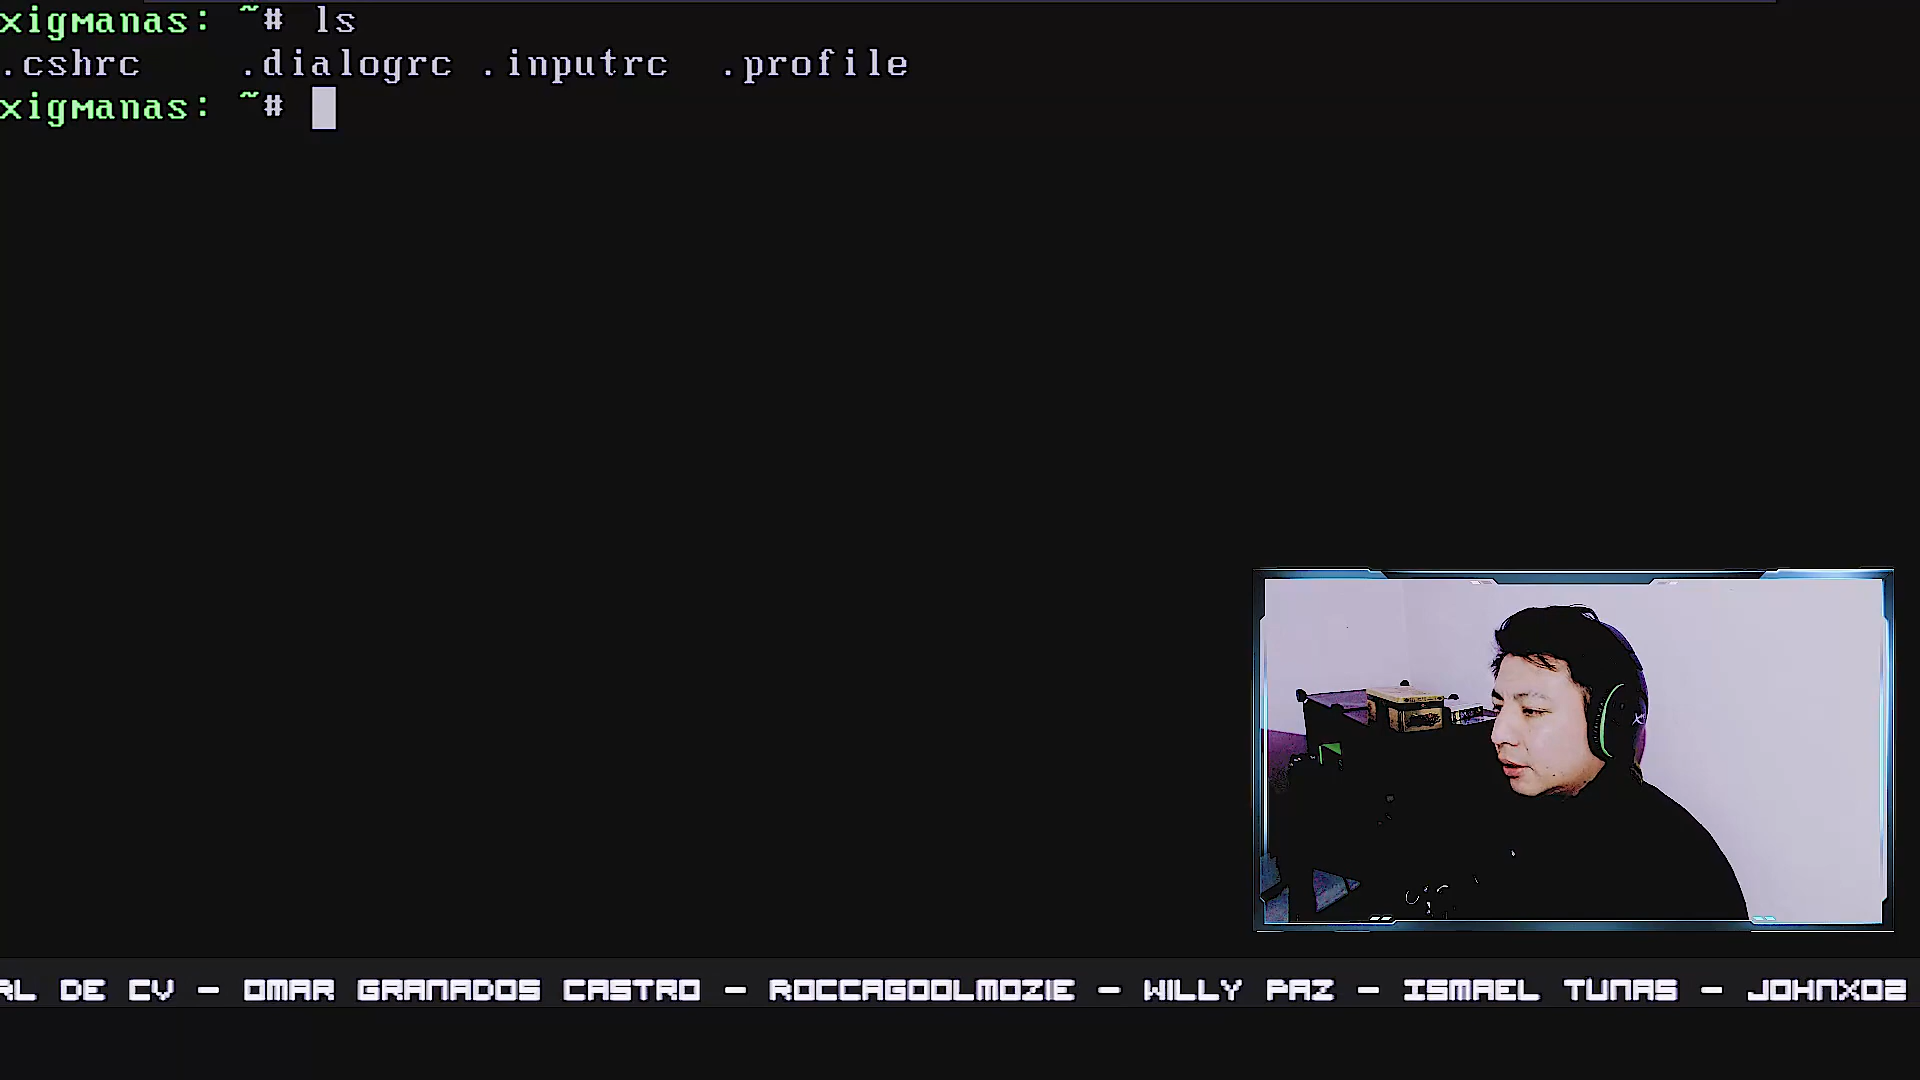 xigmanas: ~# ls
.cshrc .dialogrc .inputrc .profile
xigmanas: ~#
DE CV - OMAR GRANADOS CASTRO - ROCCAGOOLMOZIE - WILLY PAZ - ISMAEL TUNAS - JOHNX02